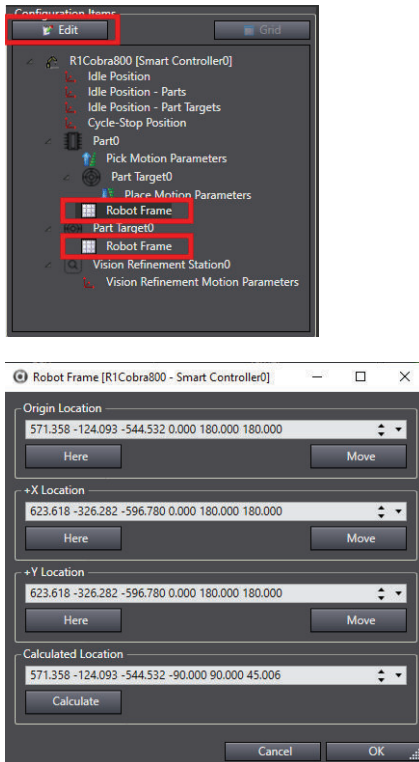 Configuration Items
Edit
Grid
R1Cobra800 [Smart Controller0]
Idle Position
Idle Position - Parts
Idle Position - Part Targets
Cycle-Stop Position
Part0
Pick Motion Parameters
Part Target0
Place Motion Parameters
Robot Frame
Part Target0
Robot Frame
Vision Refinement Station0
Vision Refinement Motion Parameters
Robot Frame [R1Cobra800 - Smart Controller0]
Origin Location
571.358 -124.093 -544.532 0.000 180.000 180.000
Here Move
+X Location
623.618 -326.282 -596.780 0.000 180.000 180.000
Here Move
+Y Location
623.618 -326.282 -596.780 0.000 180.000 180.000
Here Move
Calculated Location
571.358 -124.093 -544.532 -90.000 90.000 45.006
Calculate
Cancel OK